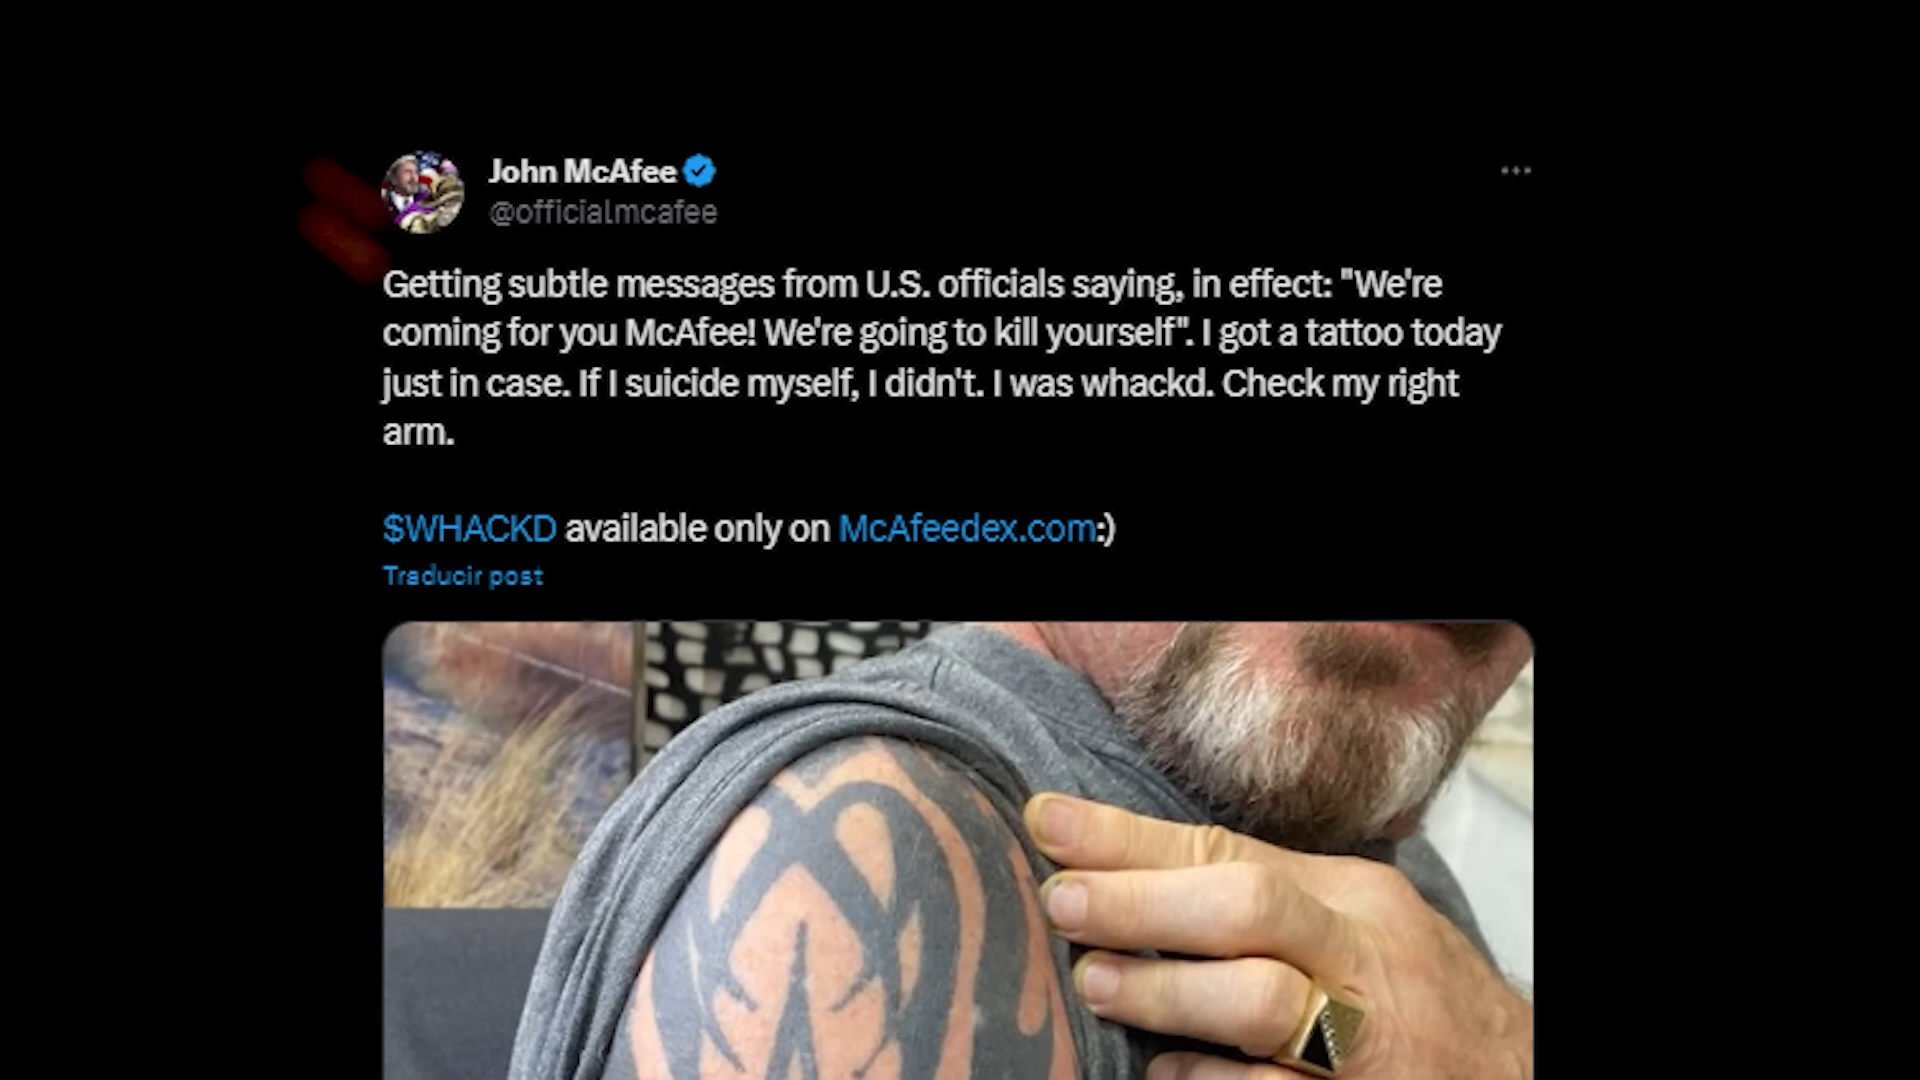 John McAfee
@officialmcafee
Getting subtle messages from U.S. officials saying, in effect: "We're
coming for you McAfee! We're going to kill yourself". I got a tattoo today
just in case. If I suicide myself, I didn't. I was whackd. Check my right
arm.
$WHACKD available only on McAfeedex.com:)
Traducir post